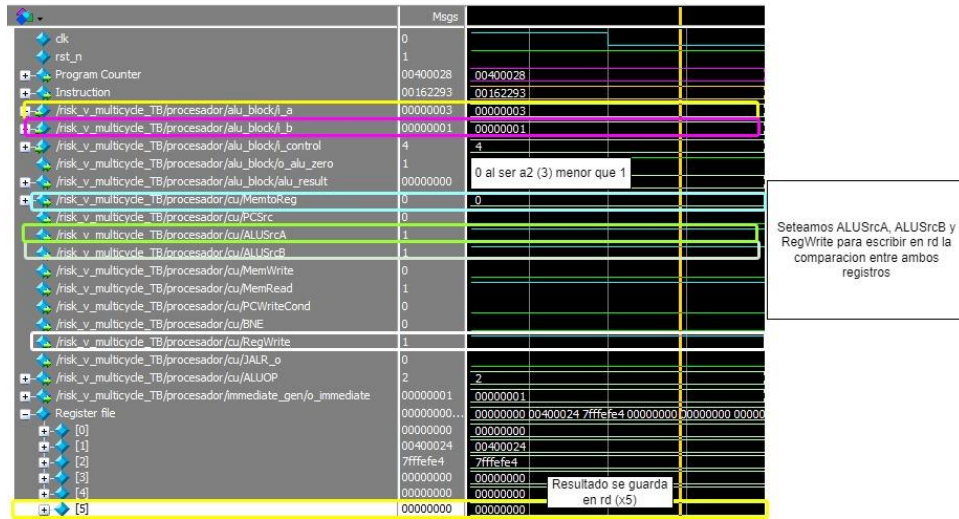 Msgs
clk 0
rst_n 1
Program Counter 00400028 00400028
Instruction 00162293 00162293
/risk_v_multicycle_TB/procesador/alu_block/i_a 00000003 00000003
/risk_v_multicycle_TB/procesador/alu_block/i_b 00000001 00000001
/risk_v_multicycle_TB/procesador/alu_block/i_control 4 4
/risk_v_multicycle_TB/procesador/alu_block/o_alu_zero 1
0 al ser a2 (3) menor que 1
/risk_v_multicycle_TB/procesador/alu_block/alu_result 00000000
/risk_v_multicycle_TB/procesador/cu/MemtoReg 0 0
/risk_v_multicycle_TB/procesador/cu/PCSrc 0
/risk_v_multicycle_TB/procesador/cu/ALUSrcA 1
/risk_v_multicycle_TB/procesador/cu/ALUSrcB 1
/risk_v_multicycle_TB/procesador/cu/MemWrite 0
/risk_v_multicycle_TB/procesador/cu/MemRead 1
/risk_v_multicycle_TB/procesador/cu/PCWriteCond 0
/risk_v_multicycle_TB/procesador/cu/BNE 0
/risk_v_multicycle_TB/procesador/cu/RegWrite 1
/risk_v_multicycle_TB/procesador/cu/JALR_o 0
/risk_v_multicycle_TB/procesador/cu/ALUOP 2 2
/risk_v_multicycle_TB/procesador/immediate_gen/o_immediate 00000001 00000001
Register file 00000000... 00000000 00400024 7fffefe4 00000000 00000000 00000
[0] 00000000 00000000
[1] 00400024 00400024
[2] 7fffefe4 7fffefe4
[3] 00000000 00000000
[4] 00000000 00000000
[5] 00000000 00000000
Resultado se guarda
en rd (x5)
Seteamos ALUSrcA, ALUSrcB y
RegWrite para escribir en rd la
comparacion entre ambos
registros